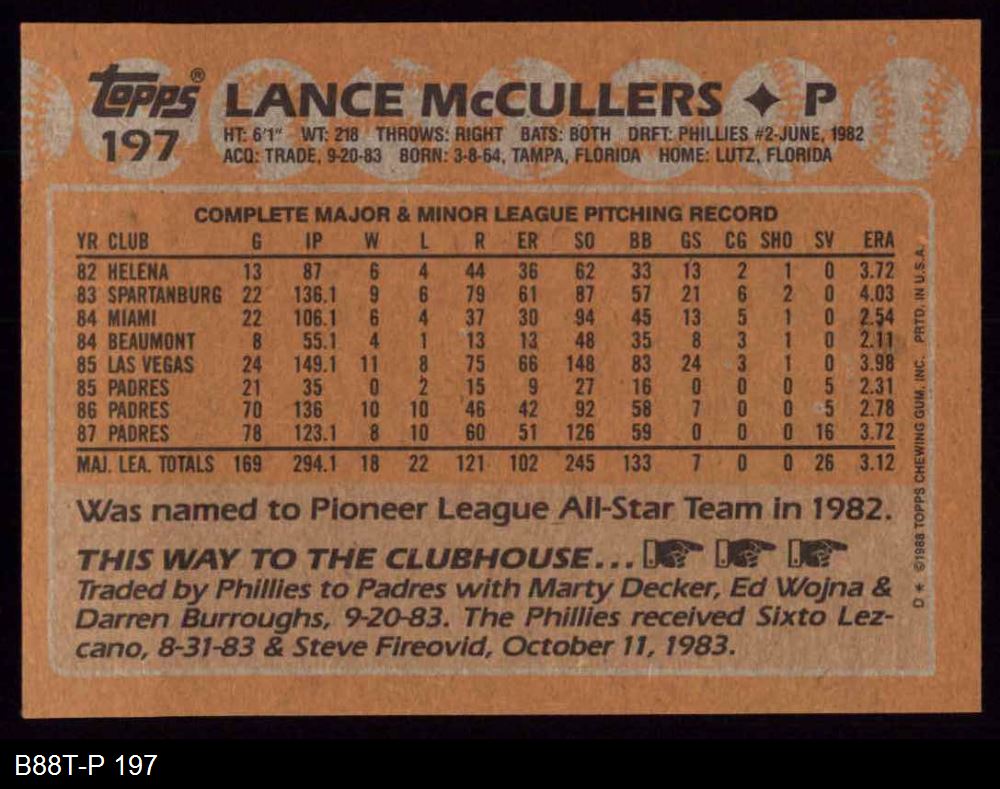 Topps® LANCE McCULLERS ✦ P
197 HT: 6'1" WT: 218 THROWS: RIGHT BATS: BOTH DRFT: PHILLIES #2-JUNE, 1982
ACQ: TRADE, 9-20-83 BORN: 3-8-64, TAMPA, FLORIDA HOME: LUTZ, FLORIDA
COMPLETE MAJOR & MINOR LEAGUE PITCHING RECORD
YR CLUB G IP W L R ER SO BB GS CG SHO SV ERA
82 HELENA 13 87 6 4 44 36 62 33 13 2 1 0 3.72
83 SPARTANBURG 22 136.1 9 6 79 61 87 57 21 6 2 0 4.03
84 MIAMI 22 106.1 6 4 37 30 94 45 13 5 1 0 2.54
84 BEAUMONT 8 55.1 4 1 13 13 48 35 8 3 1 0 2.11
85 LAS VEGAS 24 149.1 11 8 75 66 148 83 24 3 1 0 3.98
85 PADRES 21 35 0 2 15 9 27 16 0 0 0 5 2.31
86 PADRES 70 136 10 10 46 42 92 58 7 0 0 5 2.78
87 PADRES 78 123.1 8 10 60 51 126 59 0 0 0 16 3.72
MAJ. LEA. TOTALS 169 294.1 18 22 121 102 245 133 7 0 0 26 3.12
Was named to Pioneer League All-Star Team in 1982.
THIS WAY TO THE CLUBHOUSE...
Traded by Phillies to Padres with Marty Decker, Ed Wojna &
Darren Burroughs, 9-20-83. The Phillies received Sixto Lez-
cano, 8-31-83 & Steve Fireovid, October 11, 1983.
D * ©1988 TOPPS CHEWING GUM, INC. PRTD. IN U.S.A.
B88T-P 197